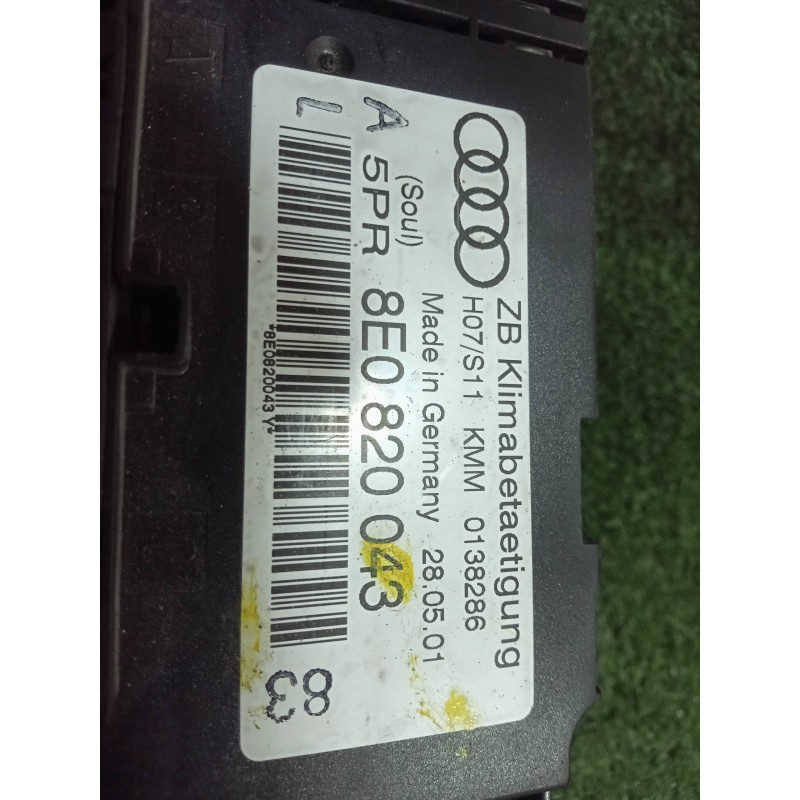 ZB Klimabetaetigung
H07/S11 KMM 0138286
Made in Germany 28.05.01
(Soul)
A 5PR 8E0 820 043
L
*8E0820043 Y*
83